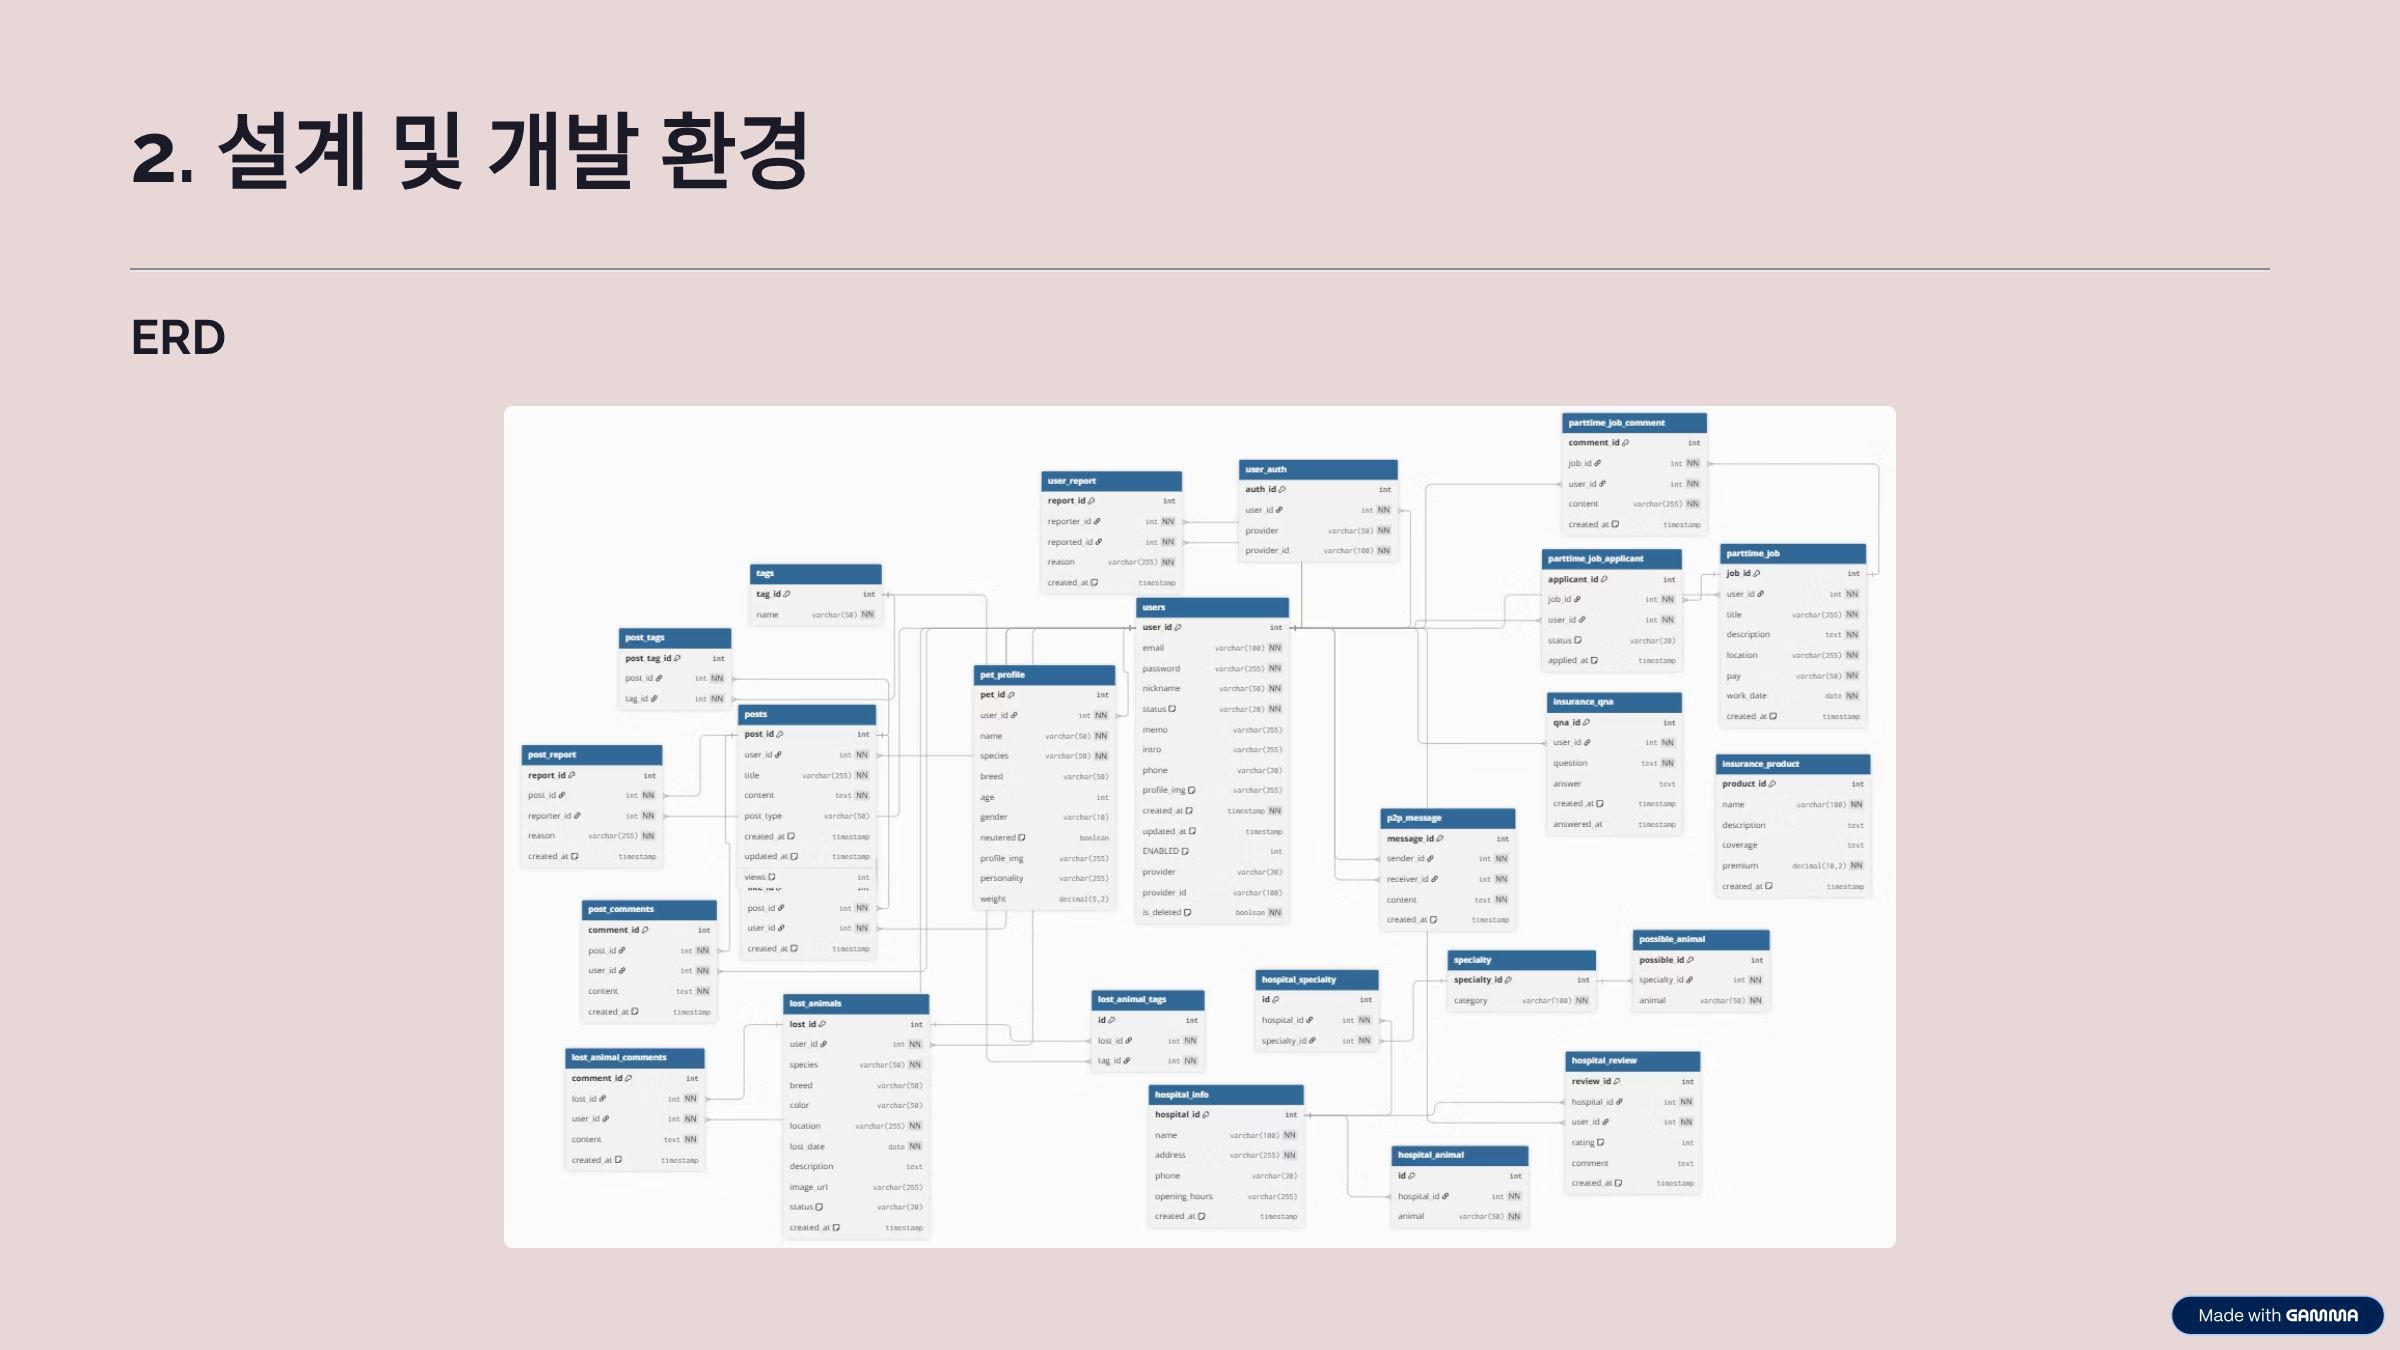 2. 설계 및 개발 환경
ERD
parttime_job_comment
comment_id int
job_id int NN
user_id int NN
content varchar(255) NN
created_at timestamp
user_auth
auth_id int
user_id int NN
provider varchar(50) NN
provider_id varchar(100) NN
user_report
report_id int
reporter_id int NN
reported_id int NN
reason varchar(255) NN
created_at timestamp
parttime_job_applicant
applicant_id int
job_id int NN
user_id int NN
status varchar(20)
applied_at timestamp
parttime_job
job_id int
user_id int NN
title varchar(255) NN
description text NN
location varchar(255) NN
pay varchar(50) NN
work_date date NN
created_at timestamp
tags
tag_id int
name varchar(50) NN
users
user_id int
email varchar(100) NN
password varchar(255) NN
nickname varchar(50) NN
status varchar(20) NN
memo varchar(255)
intro varchar(255)
phone varchar(20)
profile_img varchar(255)
created_at timestamp NN
updated_at timestamp
ENABLED int
provider varchar(20)
provider_id varchar(100)
is_deleted boolean NN
post_tags
post_tag_id int
post_id int NN
tag_id int NN
pet_profile
pet_id int
user_id int NN
name varchar(50) NN
species varchar(50) NN
breed varchar(50)
age int
gender varchar(10)
neutered boolean
profile_img varchar(255)
personality varchar(255)
weight decimal(5,2)
insurance_qna
qna_id int
user_id int NN
question text NN
answer text
created_at timestamp
answered_at timestamp
posts
post_id int
user_id int NN
title varchar(255) NN
content text NN
post_type varchar(50)
created_at timestamp
updated_at timestamp
views int
post_id int NN
user_id int NN
created_at timestamp
post_report
report_id int
post_id int NN
reporter_id int NN
reason varchar(255) NN
created_at timestamp
insurance_product
product_id int
name varchar(100) NN
description text
coverage text
premium decimal(10,2) NN
created_at timestamp
p2p_message
message_id int
sender_id int NN
receiver_id int NN
content text NN
created_at timestamp
post_comments
comment_id int
post_id int NN
user_id int NN
content text NN
created_at timestamp
possible_animal
possible_id int
specialty_id int NN
animal varchar(50) NN
specialty
specialty_id int
category varchar(100) NN
hospital_specialty
id int
hospital_id int NN
specialty_id int NN
lost_animal_tags
id int
lost_id int NN
tag_id int NN
lost_animals
lost_id int
user_id int NN
species varchar(50) NN
breed varchar(50)
color varchar(50)
location varchar(255) NN
lost_date date NN
description text
image_url varchar(255)
status varchar(20)
created_at timestamp
lost_animal_comments
comment_id int
lost_id int NN
user_id int NN
content text NN
created_at timestamp
hospital_review
review_id int
hospital_id int NN
user_id int NN
rating int
comment text
created_at timestamp
hospital_info
hospital_id int
name varchar(100) NN
address varchar(255) NN
phone varchar(20)
opening_hours varchar(255)
created_at timestamp
hospital_animal
id int
hospital_id int NN
animal varchar(50) NN
Made with GAMMA